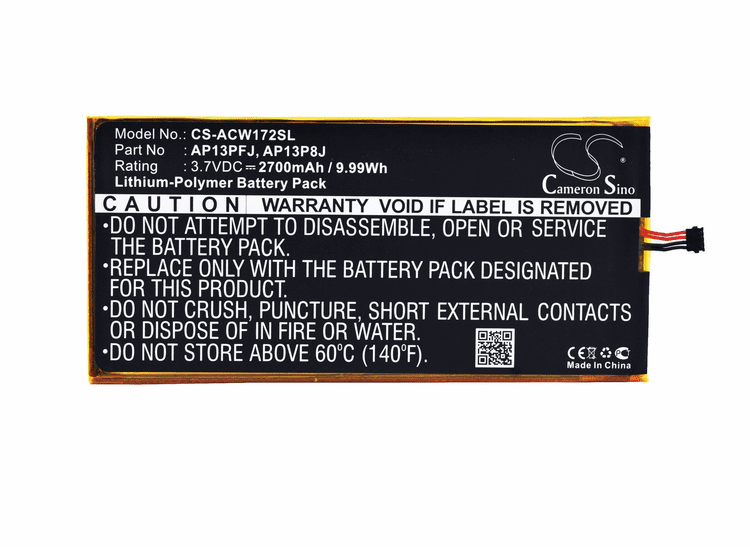 Model No.: CS-ACW172SL
Part No : AP13PFJ, AP13P8J
Rating : 3.7VDC⎓2700mAh / 9.99Wh
Lithium-Polymer Battery Pack
CS
Cameron Sino
CAUTION WARRANTY VOID IF LABEL IS REMOVED
•DO NOT ATTEMPT TO DISASSEMBLE, OPEN OR SERVICE
THE BATTERY PACK.
•REPLACE ONLY WITH THE BATTERY PACK DESIGNATED
FOR THIS PRODUCT.
•DO NOT CRUSH, PUNCTURE, SHORT EXTERNAL CONTACTS
OR DISPOSE OF IN FIRE OR WATER.
•DO NOT STORE ABOVE 60°C (140°F).
CE FC
Made In China